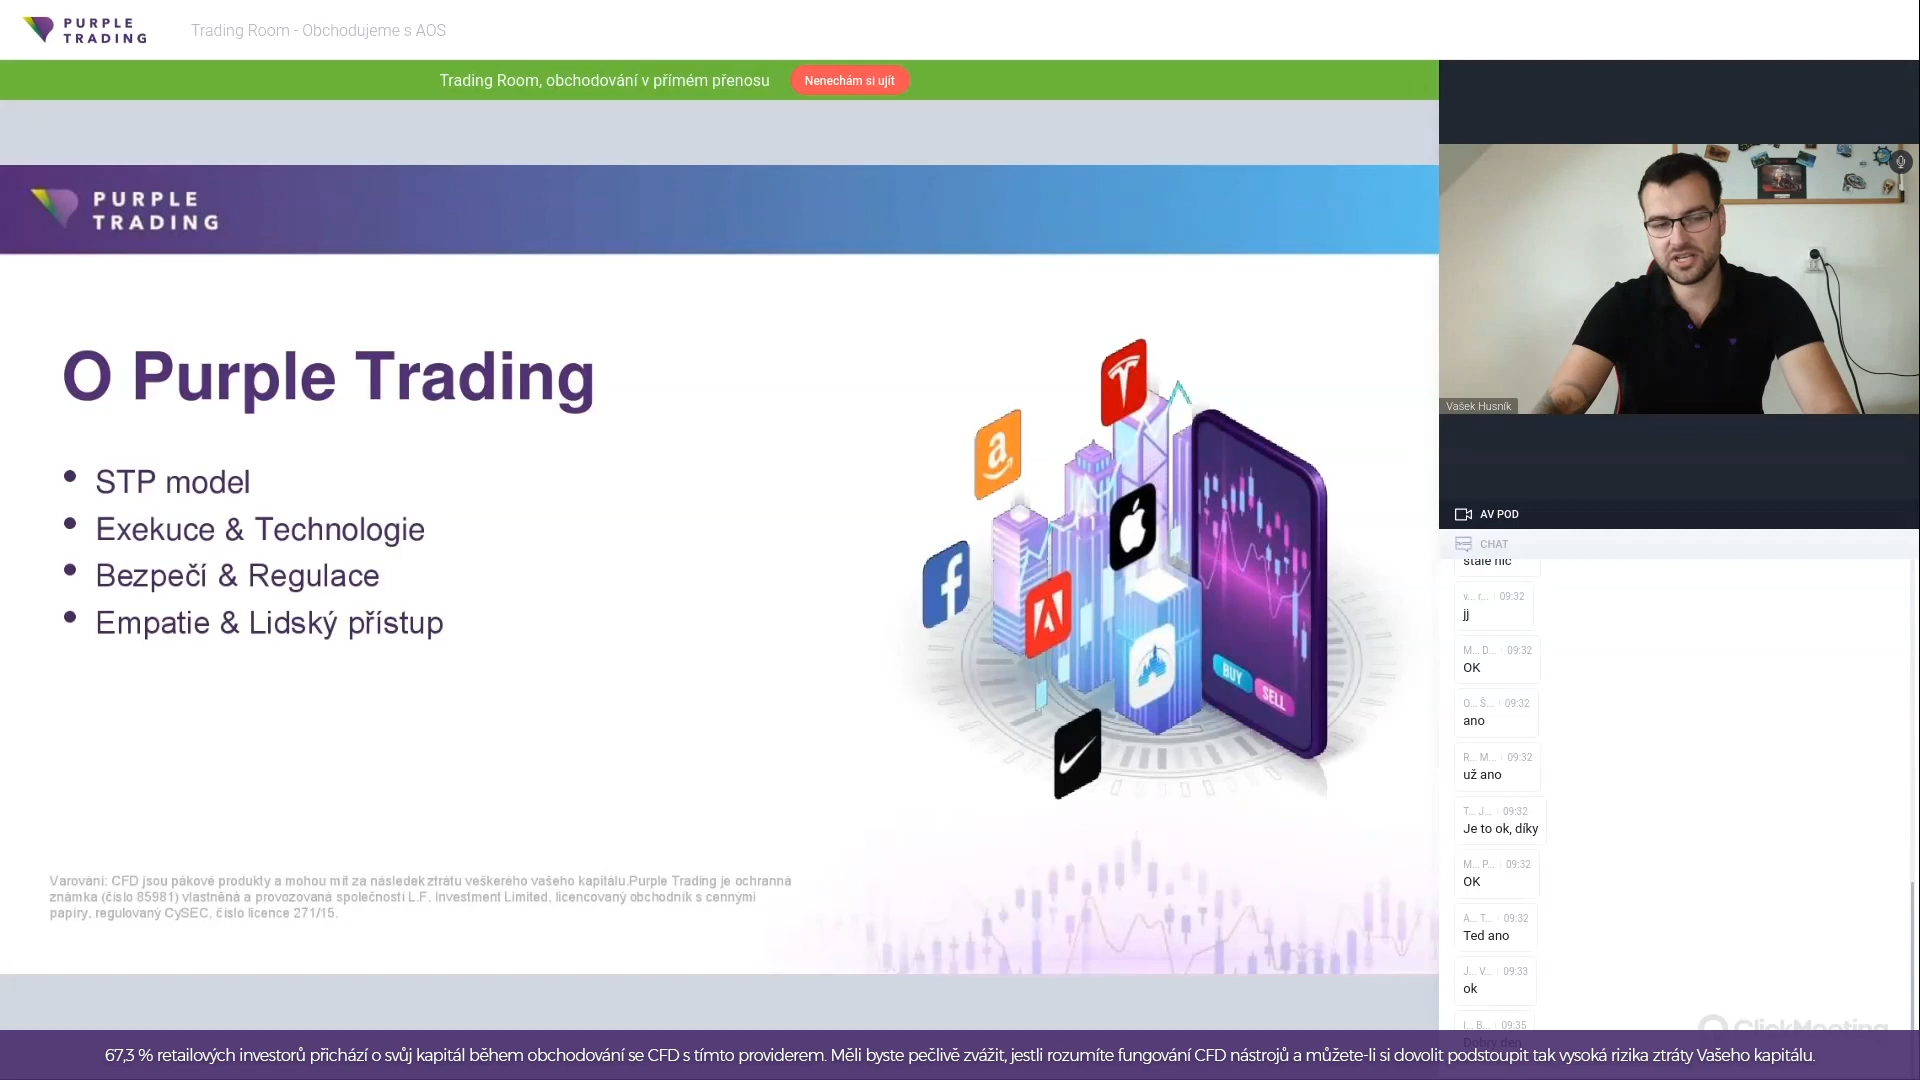 PURPLE
TRADING
Trading Room - Obchodujeme s AOS
Trading Room, obchodování v přímém přenosu
Nenechám si ujít
PURPLE
TRADING
O Purple Trading
• STP model
• Exekuce & Technologie
• Bezpečí & Regulace
• Empatie & Lidský přístup
BUY
SELL
Varování: CFD jsou pákové produkty a mohou mít za následek ztrátu veškerého vašeho kapitálu.Purple Trading je ochranná
známka (číslo 85981) vlastněná a provozovaná společností L.F. Investment Limited, licencovaný obchodník s cennými
papíry, regulovaný CySEC, číslo licence 271/15.
Vašek Husník
AV POD
CHAT
stále nic
v... r... 09:32
jj
M... D... 09:32
OK
O... Š... 09:32
ano
R... M... 09:32
už ano
T... J... 09:32
Je to ok, díky
M... P... 09:32
OK
A... T... 09:32
Ted ano
J... V... 09:33
ok
I... B... 09:35
Dobry den
ClickMeeting
67,3 % retailových investorů přichází o svůj kapitál během obchodování se CFD s tímto providerem. Měli byste pečlivě zvážit, jestli rozumíte fungování CFD nástrojů a můžete-li si dovolit podstoupit tak vysoká rizika ztráty Vašeho kapitálu.